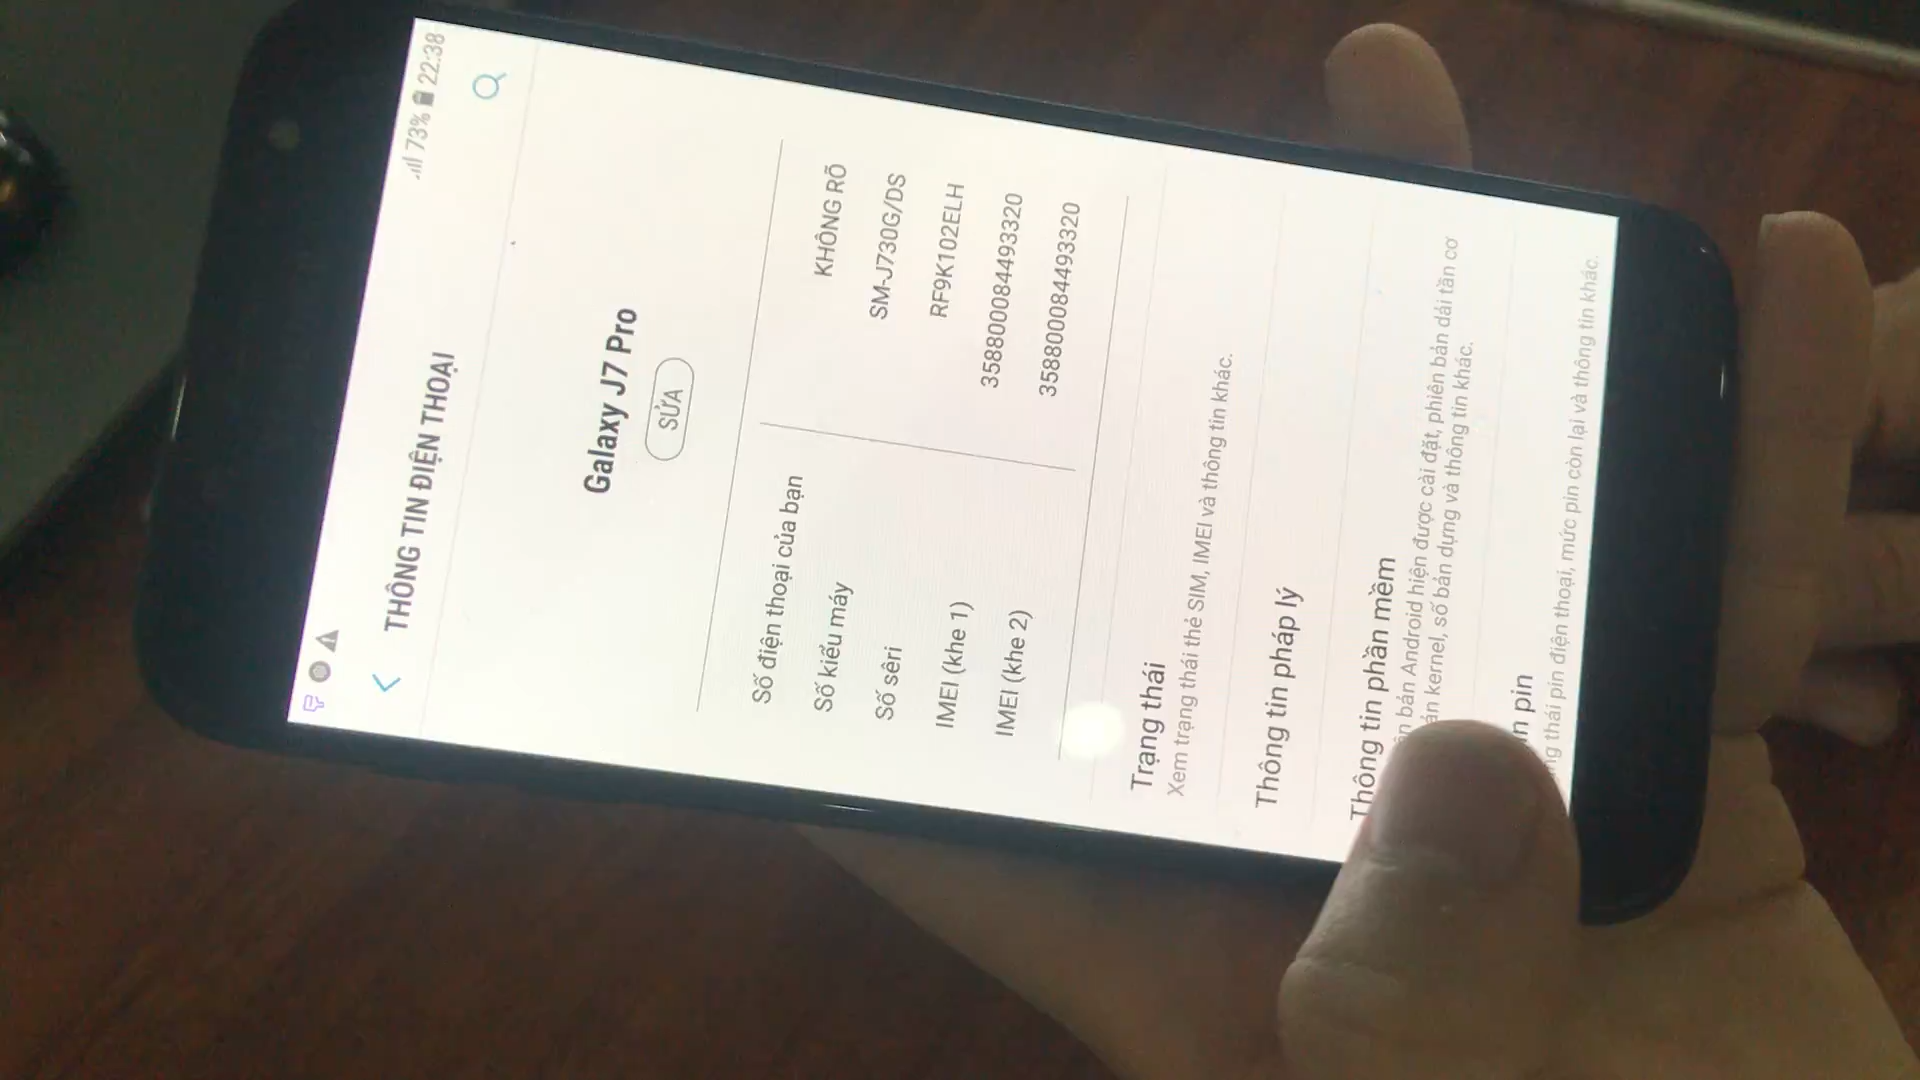 73% 22:38
THÔNG TIN ĐIỆN THOẠI
Galaxy J7 Pro
SỬA
Số điện thoại của bạn KHÔNG RÕ
Số kiểu máy SM-J730G/DS
Số sêri RF9K102ELH
IMEI (khe 1) 358800084493320
IMEI (khe 2) 358800084493320
Trạng thái
Xem trạng thái thẻ SIM, IMEI và thông tin khác.
Thông tin pháp lý
Thông tin phần mềm
bản Android hiện được cài đặt, phiên bản dải tần cơ
kernel, số bản dựng và thông tin khác.
pin
thái pin điện thoại, mức pin còn lại và thông tin khác.